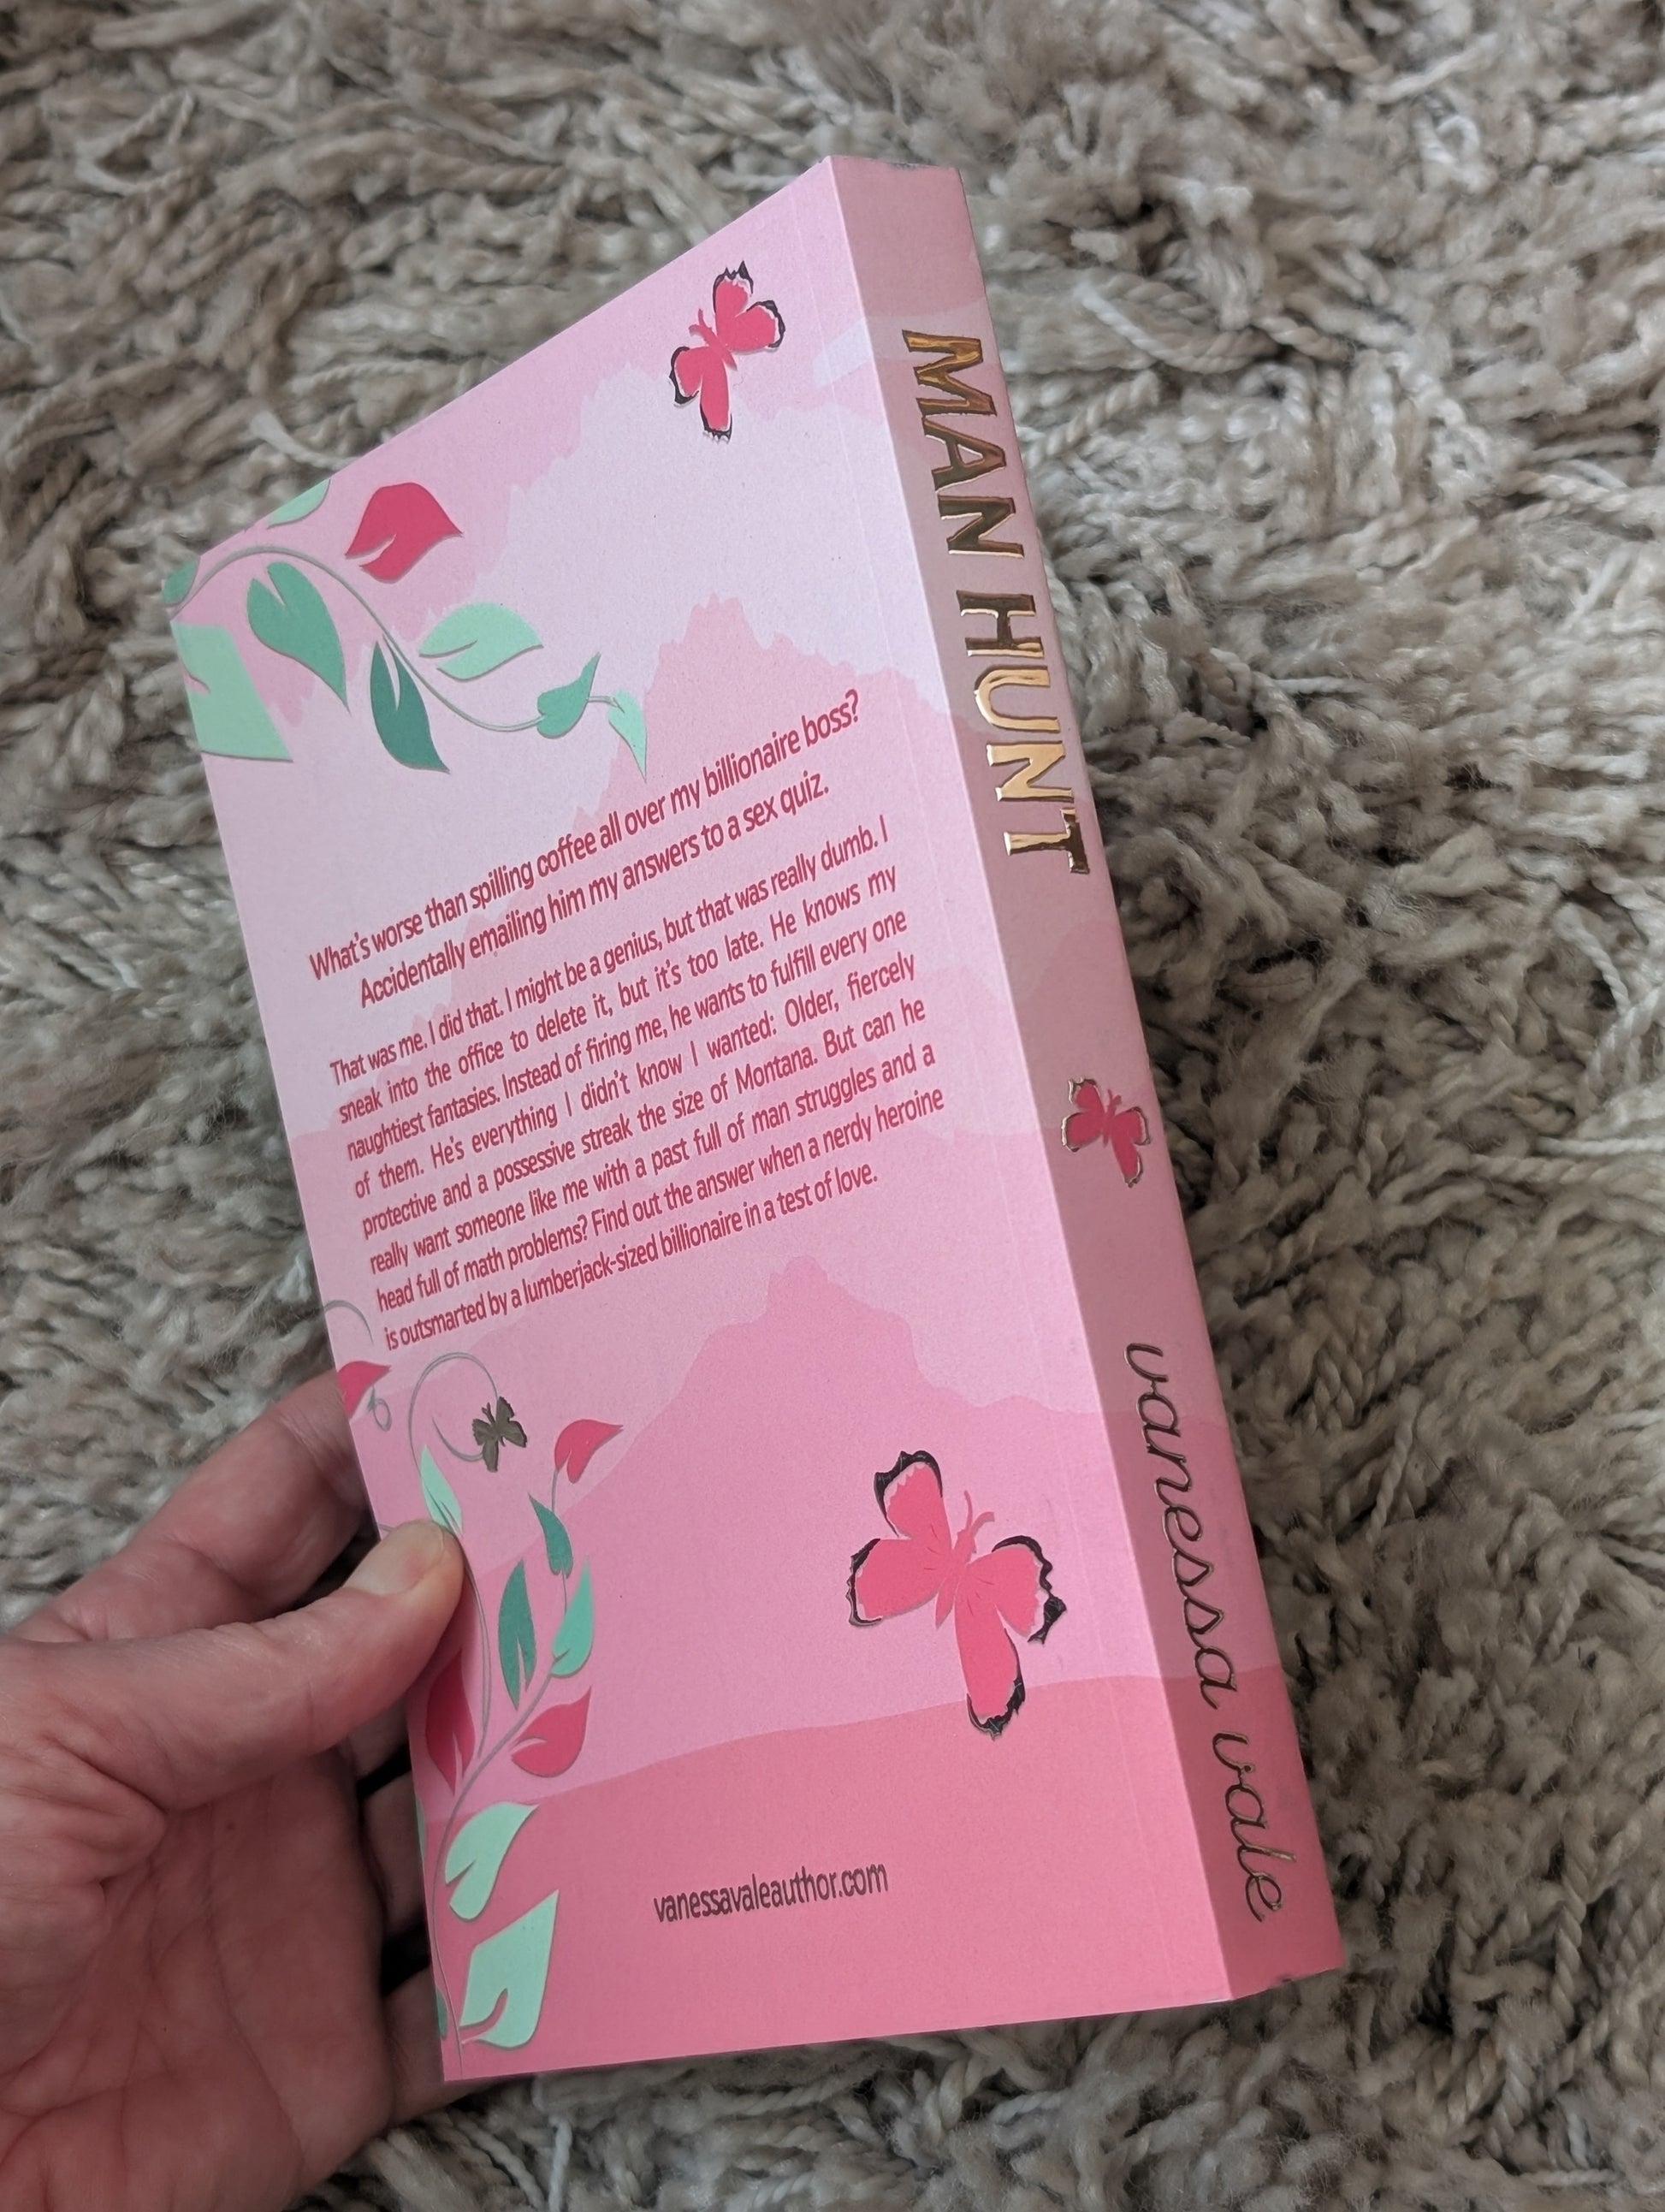 What's worse than spilling coffee all over my billionaire boss?
Accidentally emailing him my answers to a sex quiz.
That was me. I did that. I might be a genius, but that was really dumb. I
sneak into the office to delete it, but it's too late. He knows my
naughtiest fantasies. Instead of firing me, he wants to fulfill every one
of them. He's everything I didn't know I wanted: Older, fiercely
protective and a possessive streak the size of Montana. But can he
really want someone like me with a past full of man struggles and a
head full of math problems? Find out the answer when a nerdy heroine
is outsmarted by a lumberjack-sized billionaire in a test of love.
vanessavaleauthor.com
MAN HUNT
vanessa vale